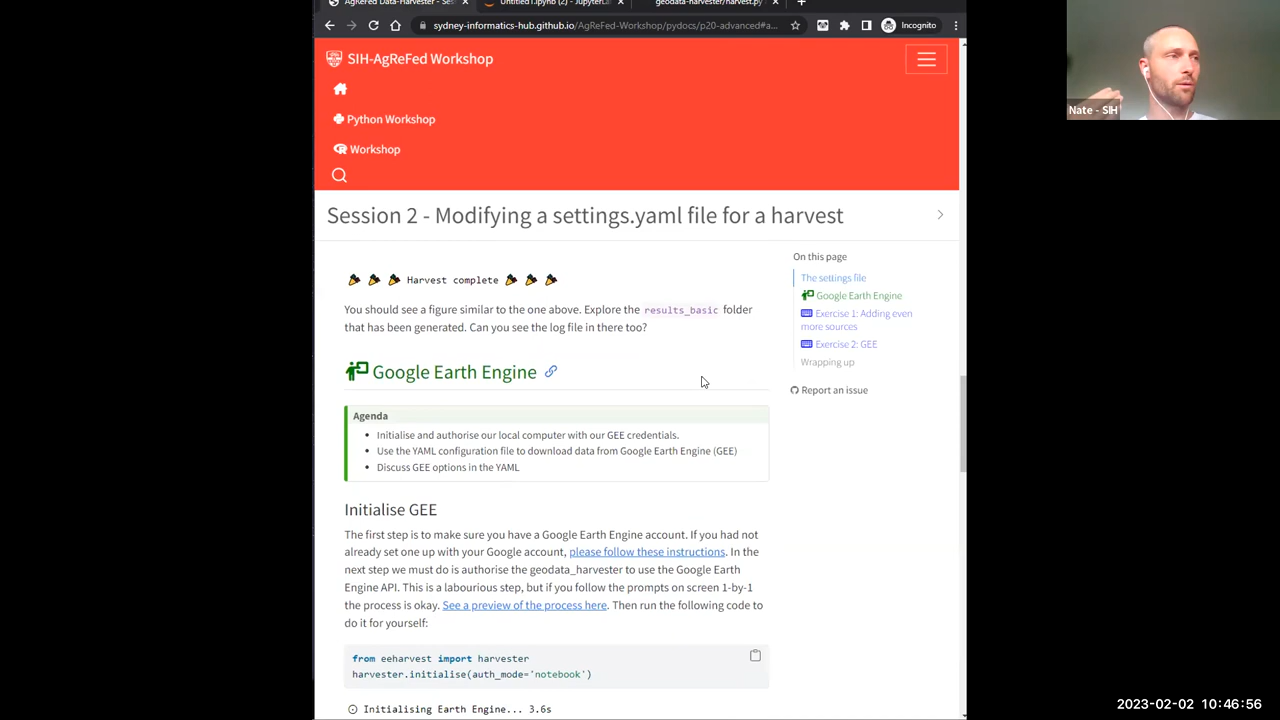 AgReFed Data-Harvester - Ses
Untitled1.ipynb (2) - JupyterLa
geodata-harvester/harvest.py
sydney-informatics-hub.github.io/AgReFed-Workshop/pydocs/p20-advanced#a...
Incognito
SIH-AgReFed Workshop
Python Workshop
Workshop
Session 2 - Modifying a settings.yaml file for a harvest
Harvest complete
You should see a figure similar to the one above. Explore the results_basic folder
that has been generated. Can you see the log file in there too?
Google Earth Engine
Agenda
Initialise and authorise our local computer with our GEE credentials.
Use the YAML configuration file to download data from Google Earth Engine (GEE)
Discuss GEE options in the YAML
Initialise GEE
The first step is to make sure you have a Google Earth Engine account. If you had not
already set one up with your Google account, please follow these instructions. In the
next step we must do is authorise the geodata_harvester to use the Google Earth
Engine API. This is a labourious step, but if you follow the prompts on screen 1-by-1
the process is okay. See a preview of the process here. Then run the following code to
do it for yourself:
from eeharvest import harvester
harvester.initialise(auth_mode='notebook')
Initialising Earth Engine... 3.6s
On this page
The settings file
Google Earth Engine
Exercise 1: Adding even
more sources
Exercise 2: GEE
Wrapping up
Report an issue
Nate - SIH
2023-02-02 10:46:56